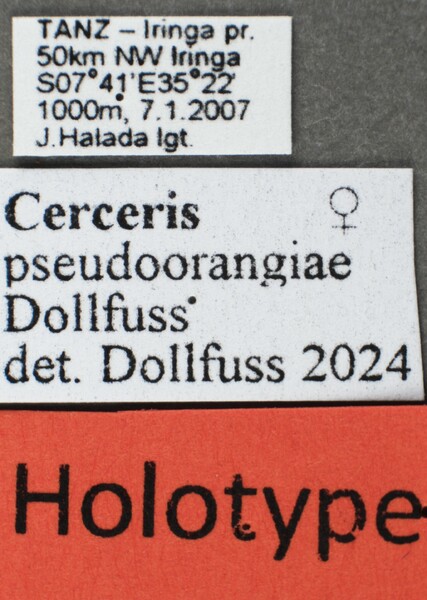 TANZ – Iringa pr.
50km NW Iringa
S07°41'E35°22'
1000m, 7.1.2007
J.Halada lgt.
Cerceris ♀
pseudoorangiae
Dollfuss
det. Dollfuss 2024
Holotype